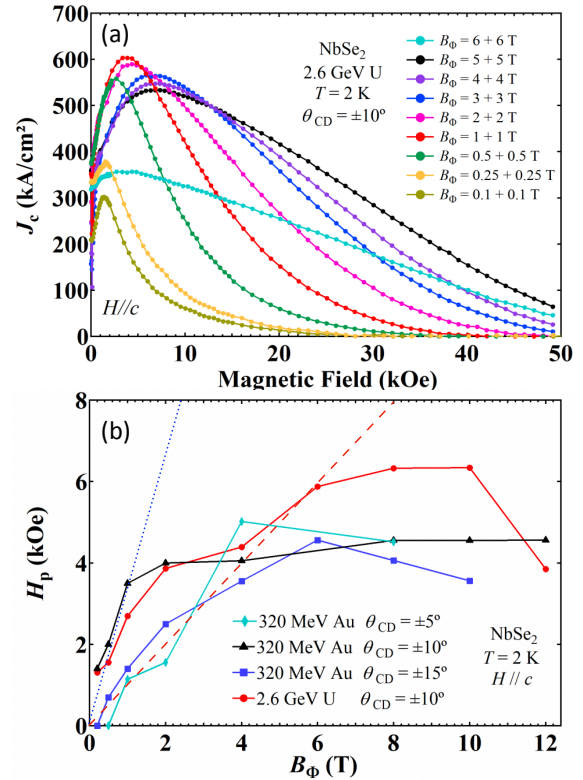 (a)
NbSe2
2.6 GeV U
T = 2 K
θCD = ±10º
BΦ = 6 + 6 T
BΦ = 5 + 5 T
BΦ = 4 + 4 T
BΦ = 3 + 3 T
BΦ = 2 + 2 T
BΦ = 1 + 1 T
BΦ = 0.5 + 0.5 T
BΦ = 0.25 + 0.25 T
BΦ = 0.1 + 0.1 T
H//c
Jc (kA/cm²)
700
600
500
400
300
200
100
0
0 10 20 30 40 50
Magnetic Field (kOe)
(b)
8
6
4
2
0
Hp (kOe)
320 MeV Au θCD = ±5º
320 MeV Au θCD = ±10º
320 MeV Au θCD = ±15º
2.6 GeV U θCD = ±10º
NbSe2
T = 2 K
H // c
0 2 4 6 8 10 12
BΦ (T)